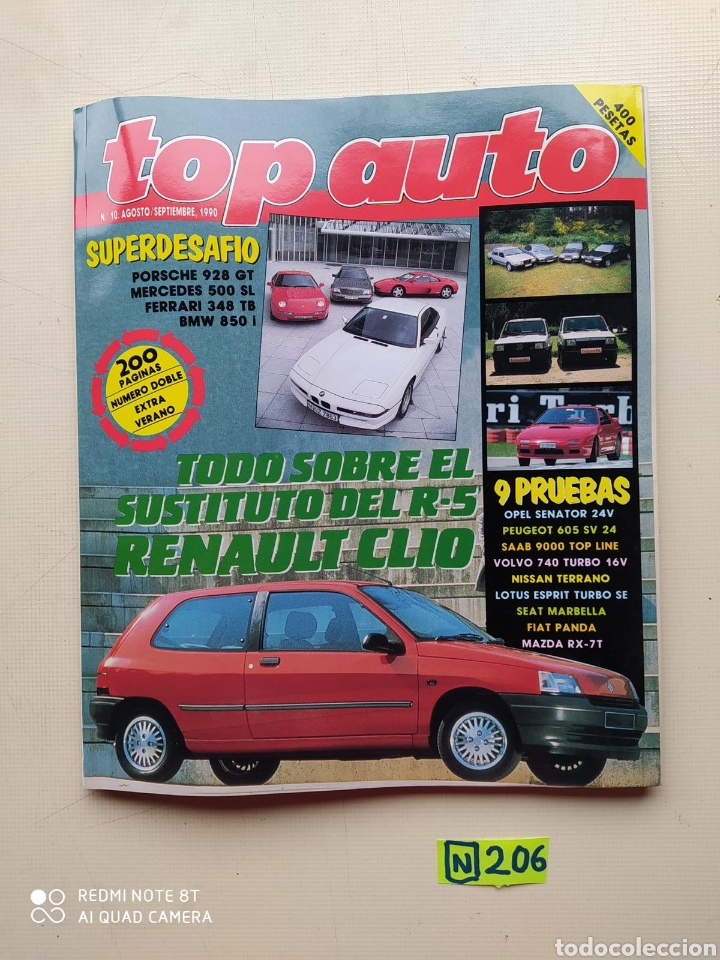 400
PESETAS
top auto
N.º 10. AGOSTO/SEPTIEMBRE, 1990
SUPERDESAFIO
PORSCHE 928 GT
MERCEDES 500 SL
FERRARI 348 TB
BMW 850 i
200
PAGINAS
NUMERO DOBLE
EXTRA
VERANO
TODO SOBRE EL
SUSTITUTO DEL R-5
RENAULT CLIO
9 PRUEBAS
OPEL SENATOR 24V
PEUGEOT 605 SV 24
SAAB 9000 TOP LINE
VOLVO 740 TURBO 16V
NISSAN TERRANO
LOTUS ESPRIT TURBO SE
SEAT MARBELLA
FIAT PANDA
MAZDA RX-7T
N 206
REDMI NOTE 8T
AI QUAD CAMERA
todocoleccion